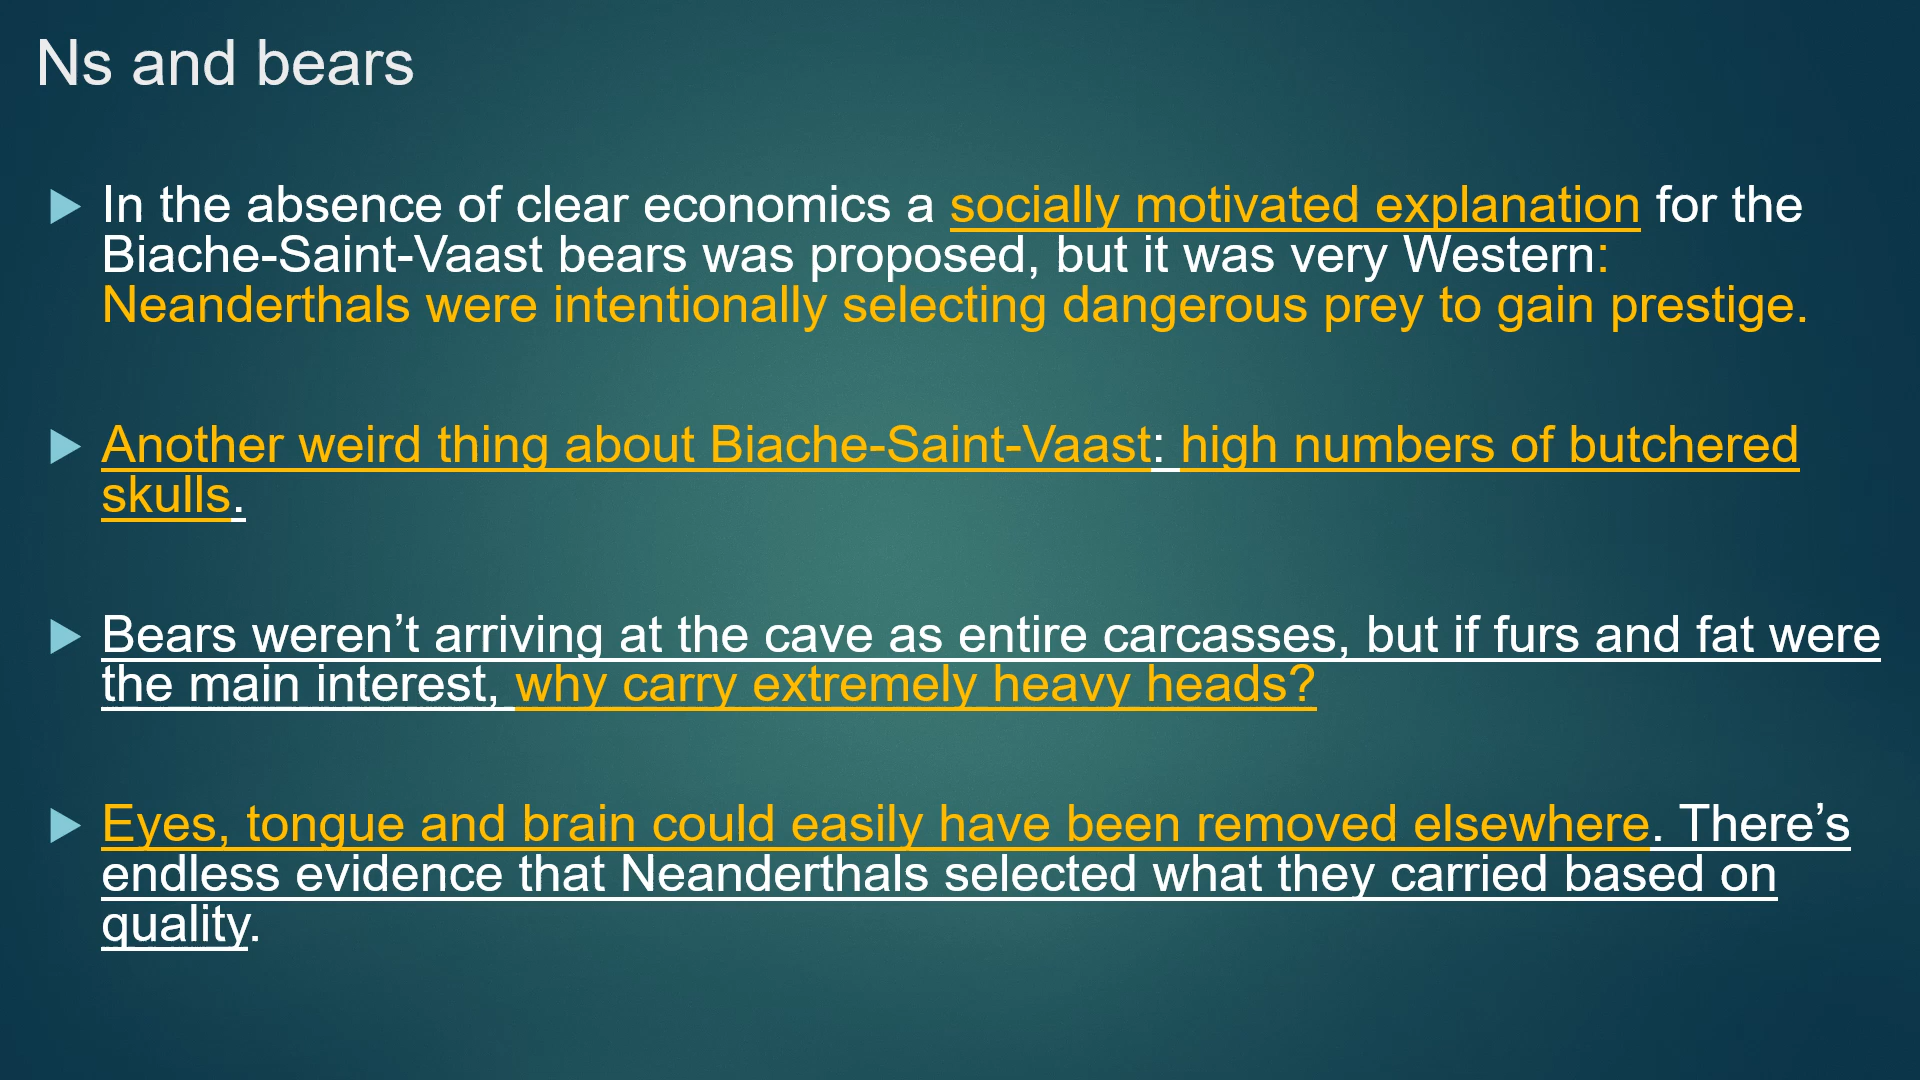 Ns and bears
In the absence of clear economics a socially motivated explanation for the
Biache-Saint-Vaast bears was proposed, but it was very Western:
Neanderthals were intentionally selecting dangerous prey to gain prestige.
Another weird thing about Biache-Saint-Vaast: high numbers of butchered
skulls.
Bears weren’t arriving at the cave as entire carcasses, but if furs and fat were
the main interest, why carry extremely heavy heads?
Eyes, tongue and brain could easily have been removed elsewhere. There’s
endless evidence that Neanderthals selected what they carried based on
quality.